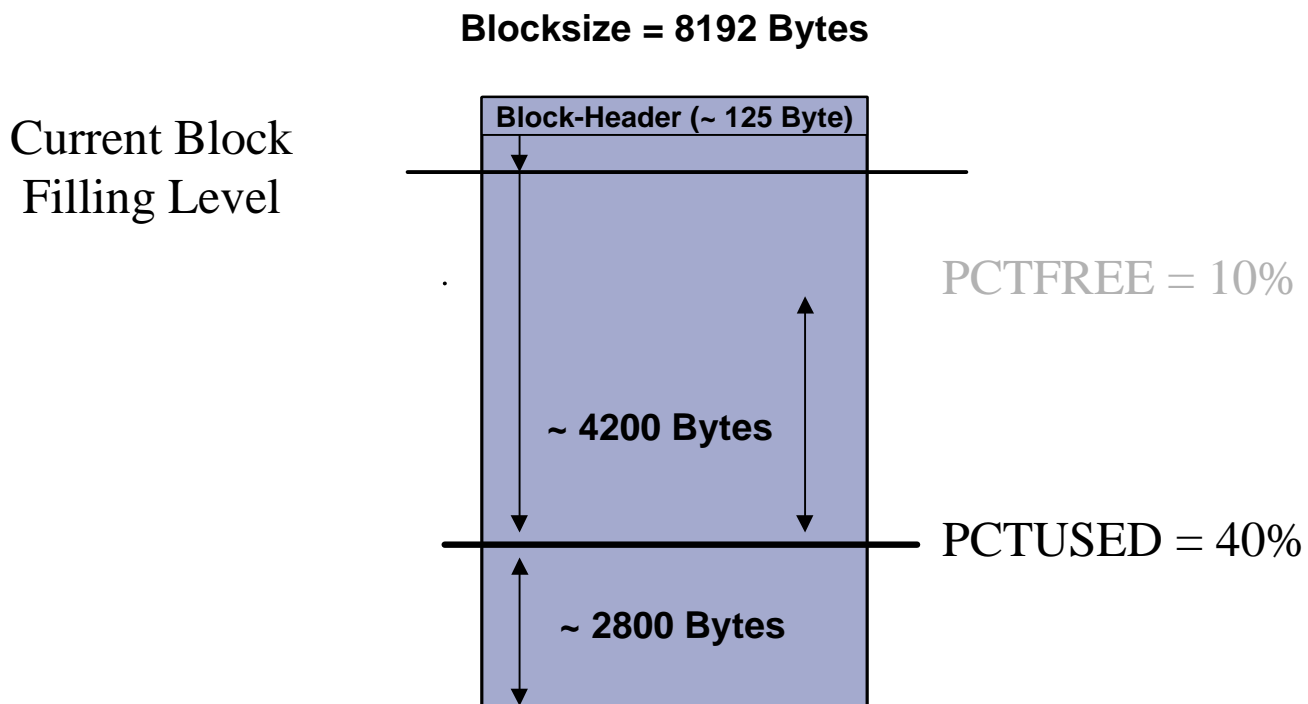 Blocksize = 8192 Bytes
Block-Header (~ 125 Byte)
Current Block
Filling Level
PCTFREE = 10%
~ 4200 Bytes
PCTUSED = 40%
~ 2800 Bytes